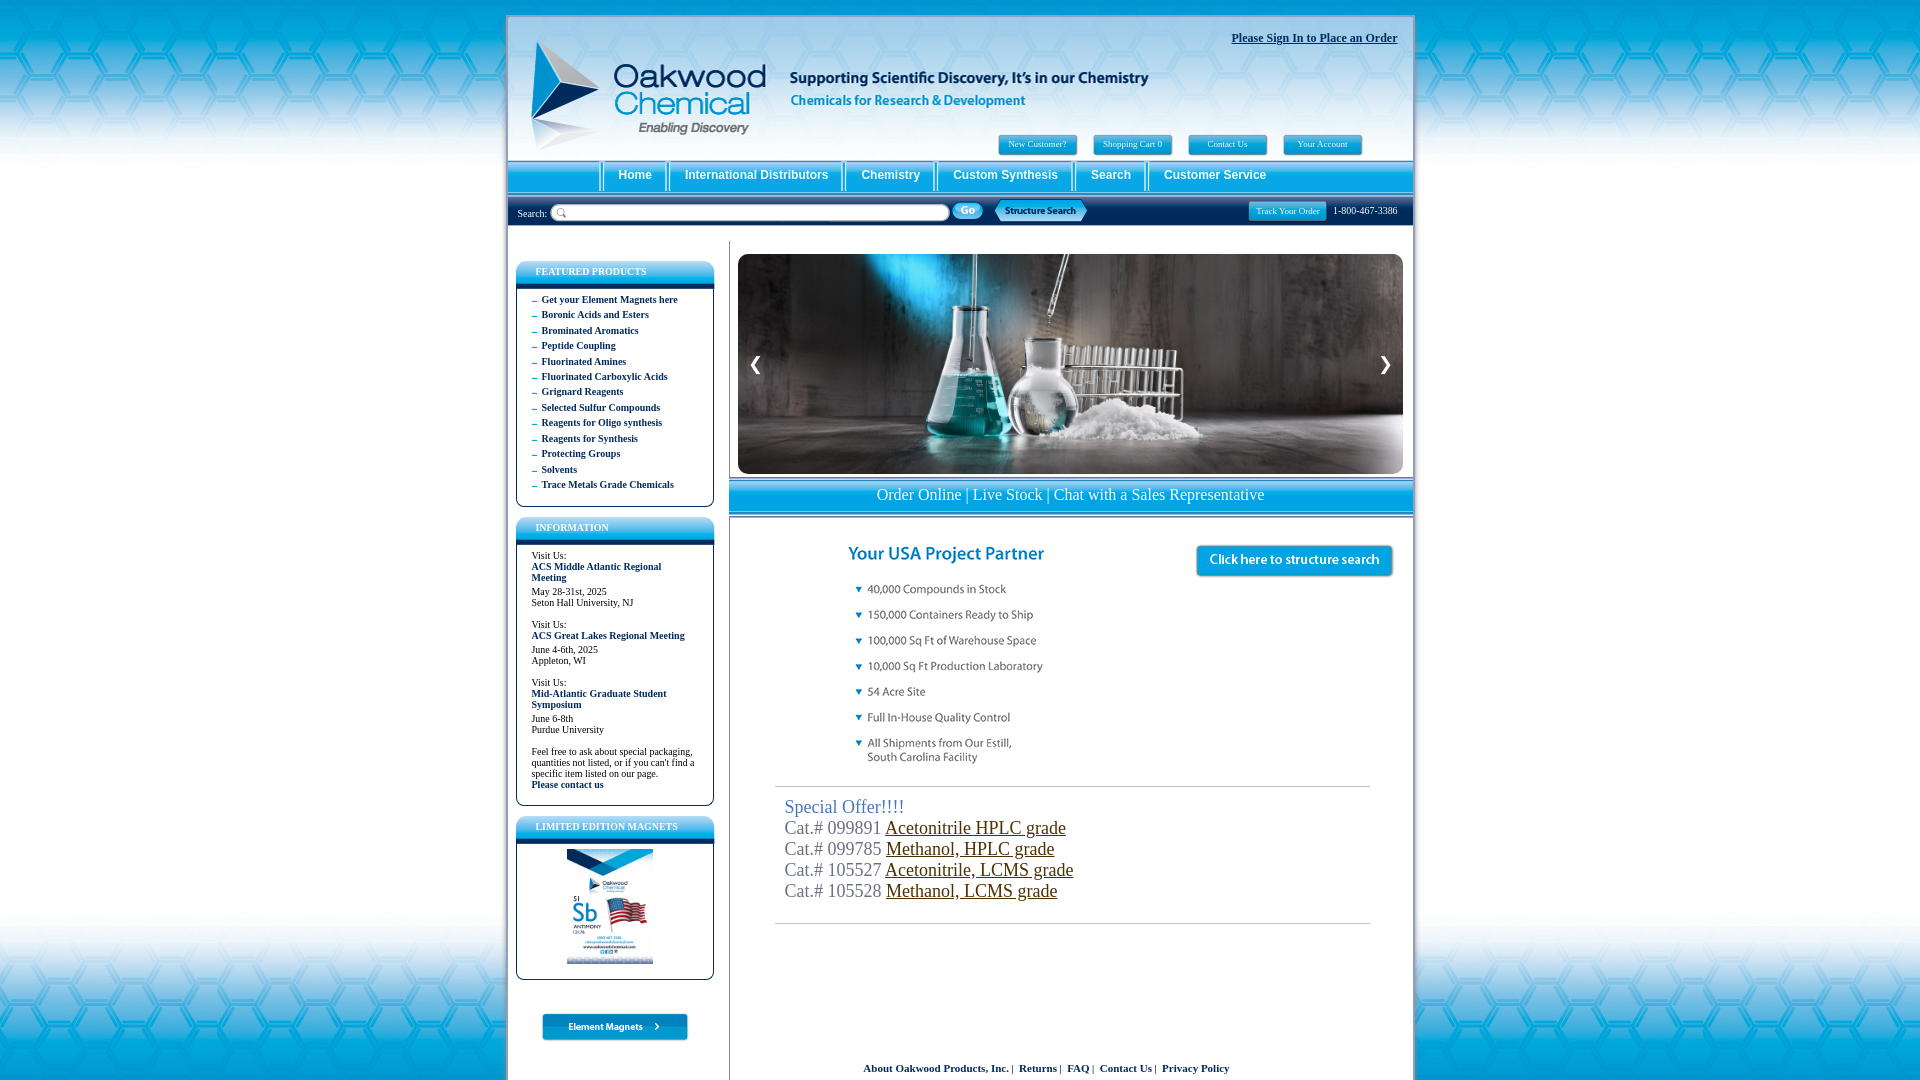 Please Sign In to Place an Order
Oakwood
Chemical
Enabling Discovery
Supporting Scientific Discovery, It's in our Chemistry
Chemicals for Research & Development
New Customer?
Shopping Cart 0
Contact Us
Your Account
Home
International Distributors
Chemistry
Custom Synthesis
Search
Customer Service
Search:
Go
Structure Search
Track Your Order
1-800-467-3386
FEATURED PRODUCTS
– Get your Element Magnets here
– Boronic Acids and Esters
– Brominated Aromatics
– Peptide Coupling
– Fluorinated Amines
– Fluorinated Carboxylic Acids
– Grignard Reagents
– Selected Sulfur Compounds
– Reagents for Oligo synthesis
– Reagents for Synthesis
– Protecting Groups
– Solvents
– Trace Metals Grade Chemicals
INFORMATION
Visit Us:
ACS Middle Atlantic Regional
Meeting
May 28-31st, 2025
Seton Hall University, NJ
Visit Us:
ACS Great Lakes Regional Meeting
June 4-6th, 2025
Appleton, WI
Visit Us:
Mid-Atlantic Graduate Student
Symposium
June 6-8th
Purdue University
Feel free to ask about special packaging,
quantities not listed, or if you can't find a
specific item listed on our page.
Please contact us
LIMITED EDITION MAGNETS
Oakwood
Chemical
51
Sb
ANTIMONY
Element Magnets
Order Online | Live Stock | Chat with a Sales Representative
Your USA Project Partner
Click here to structure search
40,000 Compounds in Stock
150,000 Containers Ready to Ship
100,000 Sq Ft of Warehouse Space
10,000 Sq Ft Production Laboratory
54 Acre Site
Full In-House Quality Control
All Shipments from Our Estill,
South Carolina Facility
Special Offer!!!!
Cat.# 099891 Acetonitrile HPLC grade
Cat.# 099785 Methanol, HPLC grade
Cat.# 105527 Acetonitrile, LCMS grade
Cat.# 105528 Methanol, LCMS grade
About Oakwood Products, Inc. | Returns | FAQ | Contact Us | Privacy Policy